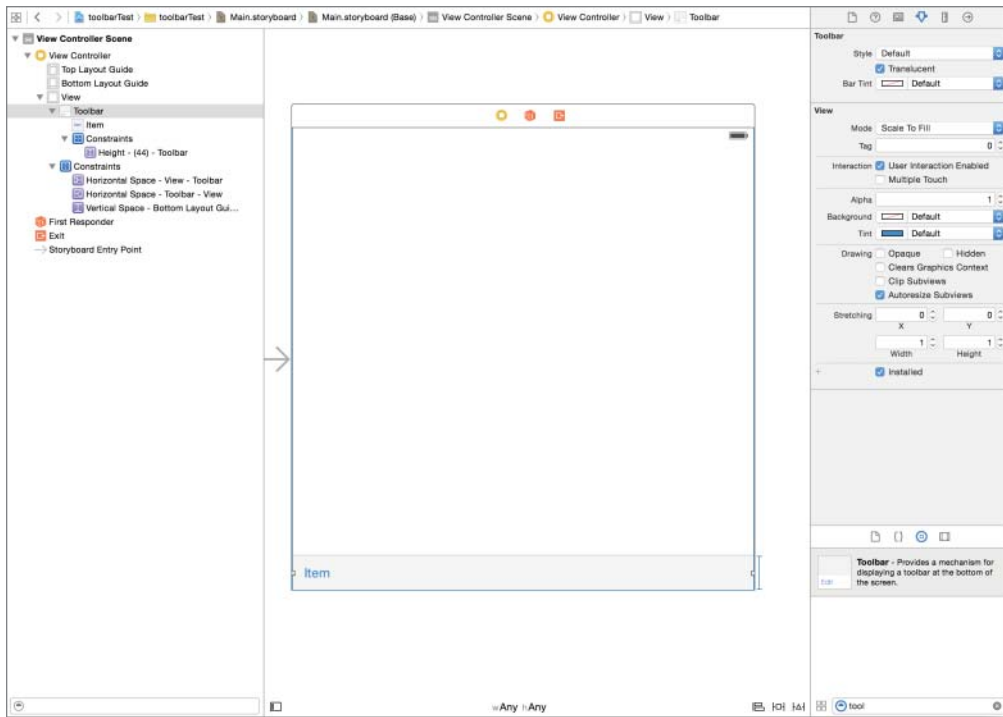 toolbarTest
toolbarTest
Main.storyboard
Main.storyboard (Base)
View Controller Scene
View Controller
View
Toolbar
View Controller Scene
View Controller
Top Layout Guide
Bottom Layout Guide
View
Toolbar
Item
Constraints
Height - (44) - Toolbar
Constraints
Horizontal Space - View - Toolbar
Horizontal Space - Toolbar - View
Vertical Space - Bottom Layout Gui...
First Responder
Exit
Storyboard Entry Point
Item
wAny hAny
Toolbar
Style Default
Translucent
Bar Tint Default
View
Mode Scale To Fill
Tag 0
Interaction User Interaction Enabled
Multiple Touch
Alpha 1
Background Default
Tint Default
Drawing Opaque Hidden
Clears Graphics Context
Clip Subviews
Autoresize Subviews
Stretching 0 0
X Y
1 1
Width Height
Installed
Toolbar - Provides a mechanism for
displaying a toolbar at the bottom of
the screen.
tool